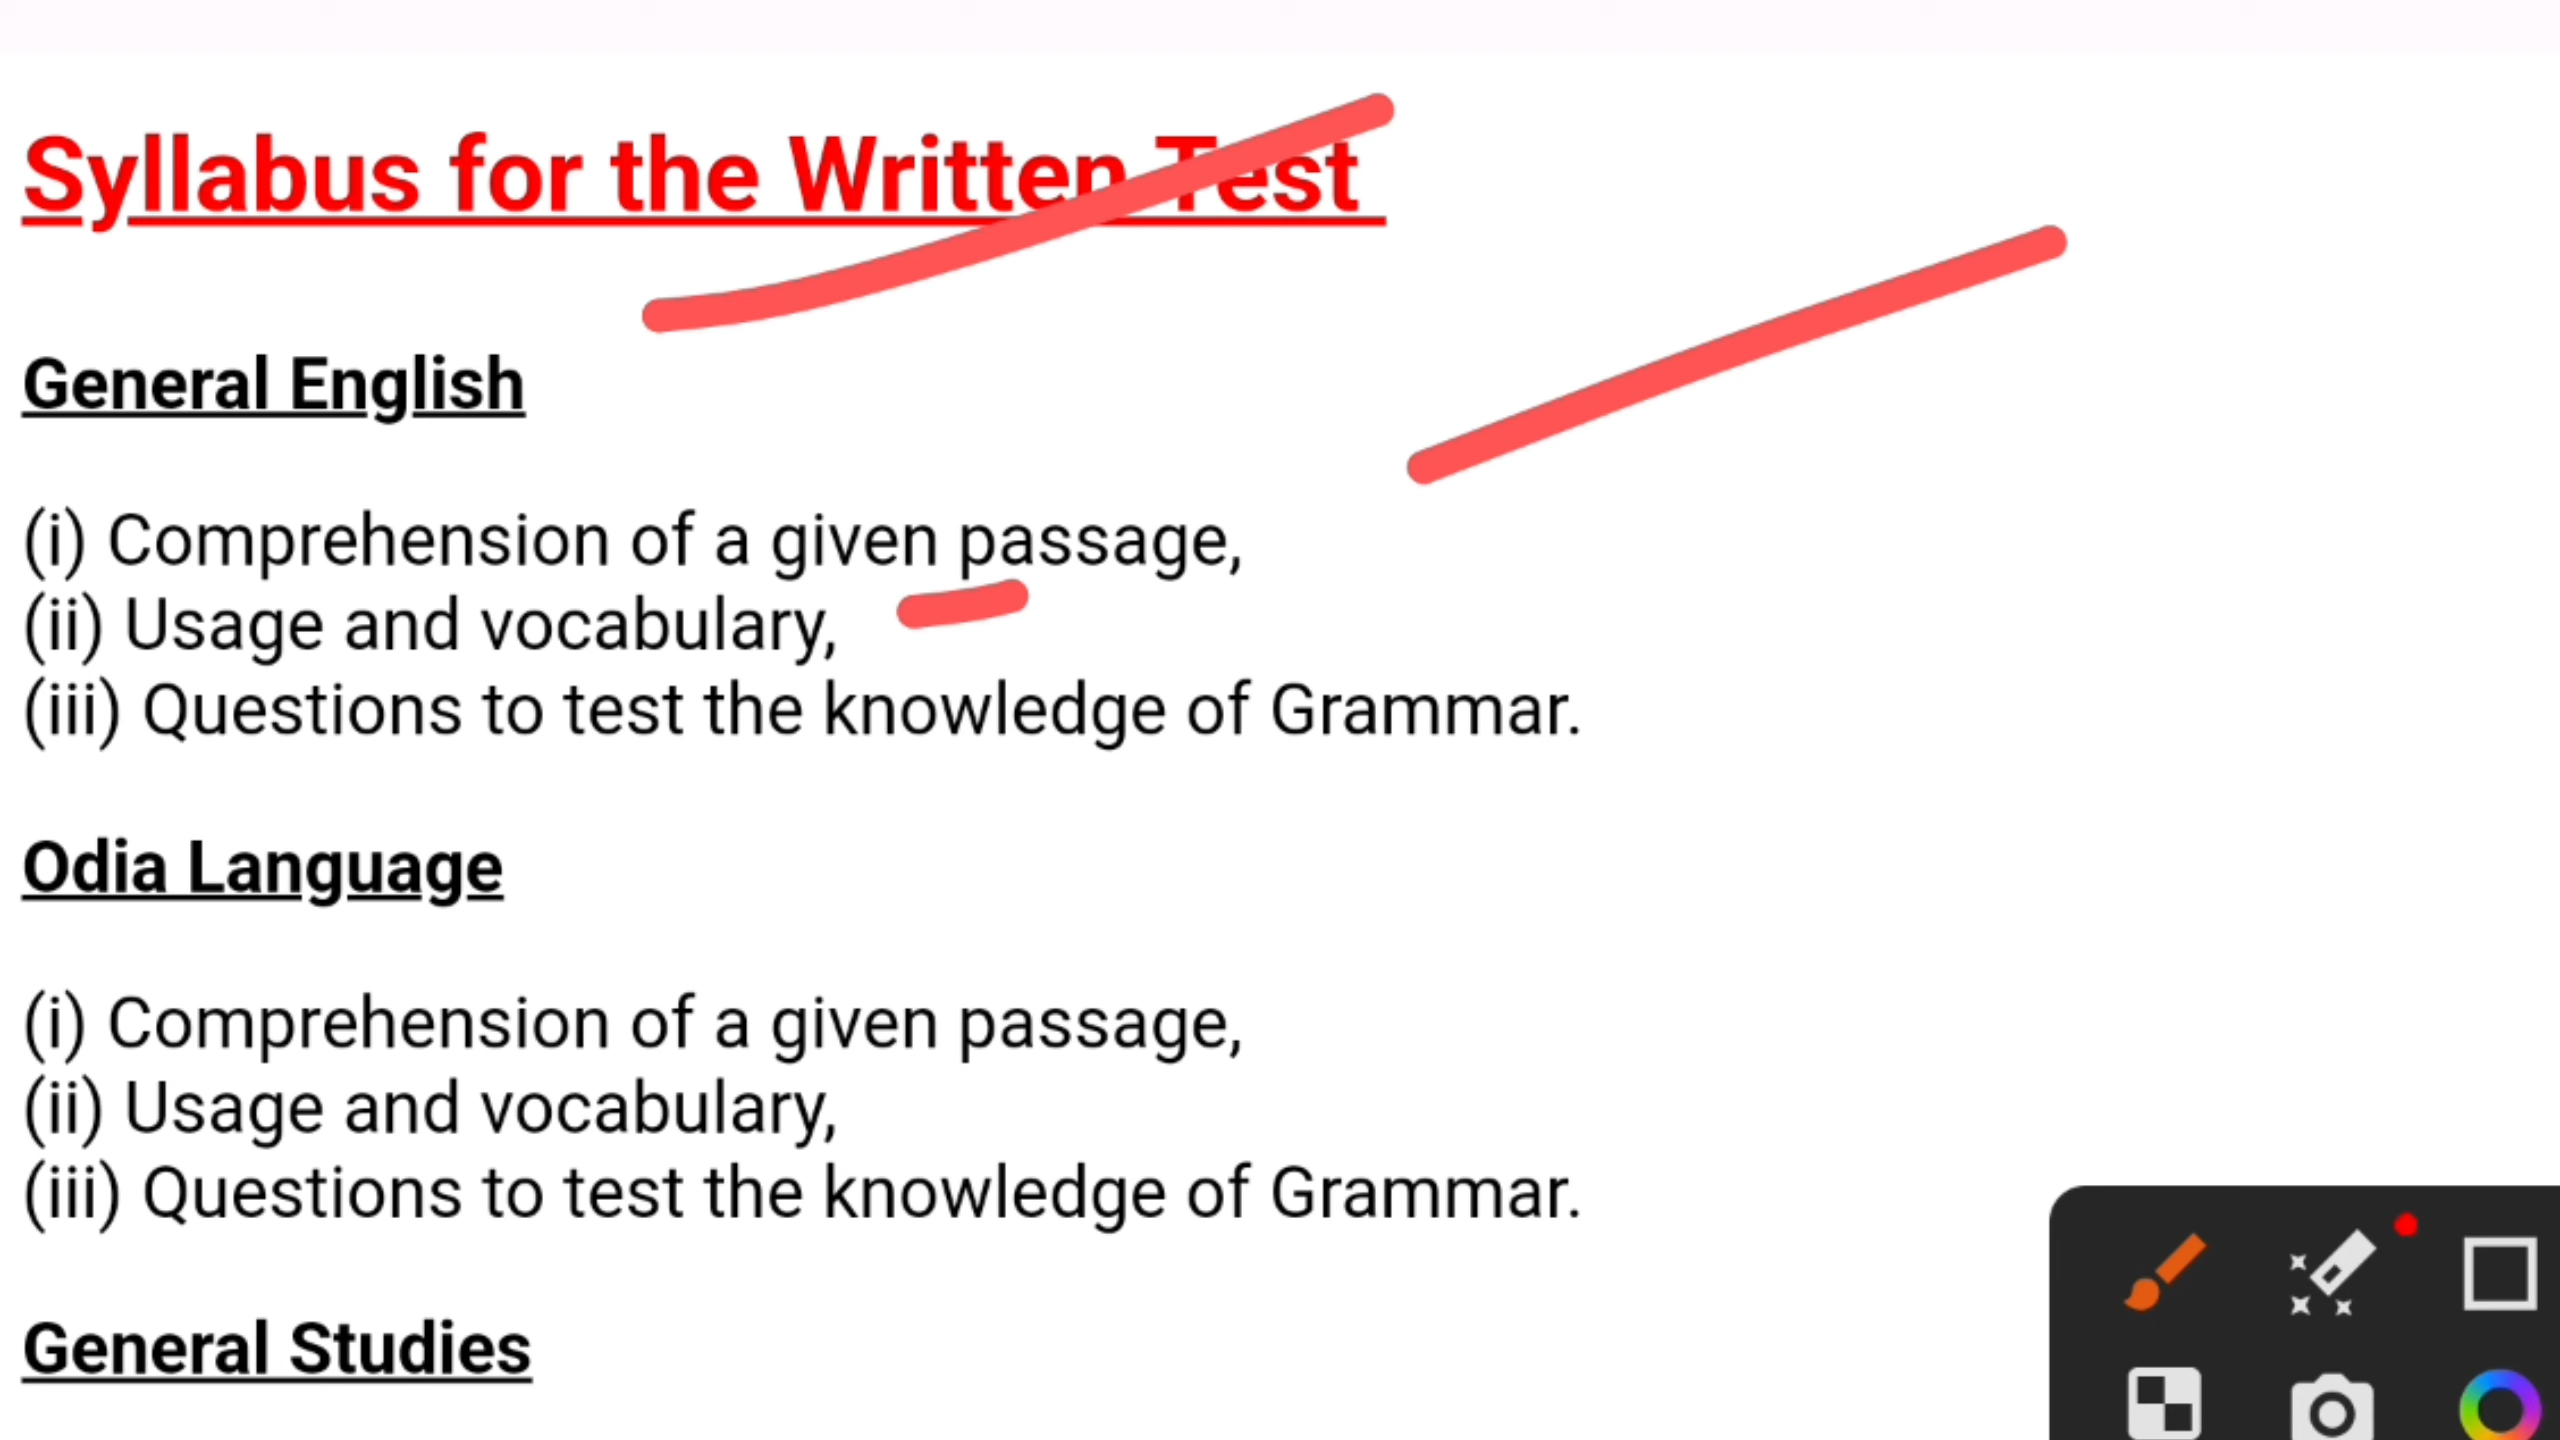 Syllabus for the Written Test
General English
(i) Comprehension of a given passage,
(ii) Usage and vocabulary,
(iii) Questions to test the knowledge of Grammar.
Odia Language
(i) Comprehension of a given passage,
(ii) Usage and vocabulary,
(iii) Questions to test the knowledge of Grammar.
General Studies